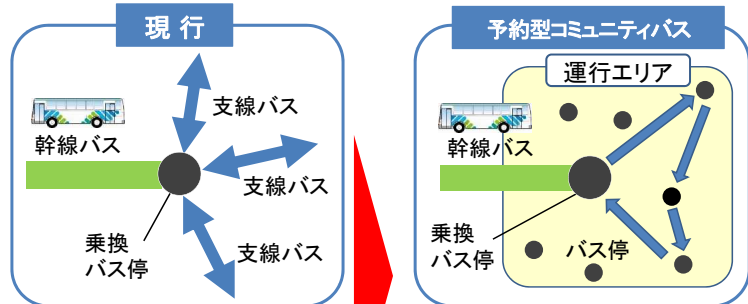 現行
幹線バス
支線バス
支線バス
支線バス
乗換
バス停
予約型コミュニティバス
運行エリア
幹線バス
乗換
バス停
バス停